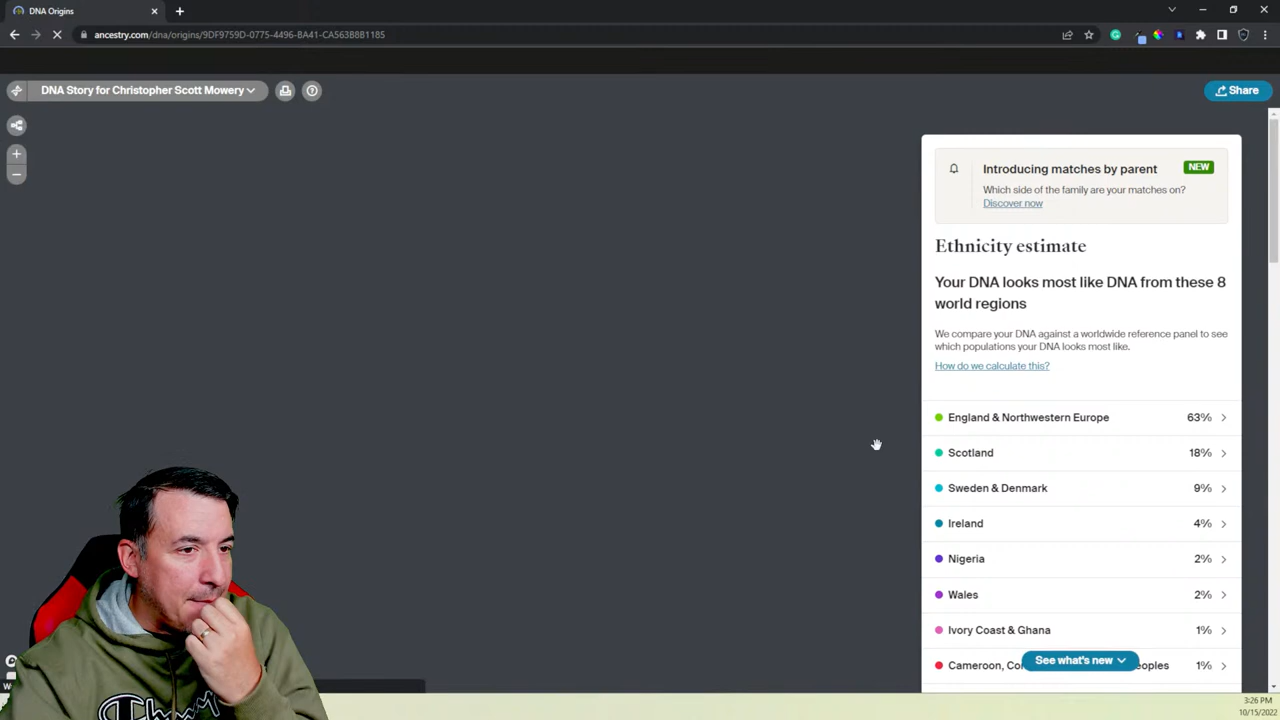 DNA Origins
ancestry.com/dna/origins/9DF9759D-0775-4496-BA41-CA563B8B1185
DNA Story for Christopher Scott Mowery
Share
Introducing matches by parent
NEW
Which side of the family are your matches on?
Discover now
Ethnicity estimate
Your DNA looks most like DNA from these 8
world regions
We compare your DNA against a worldwide reference panel to see
which populations your DNA looks most like.
How do we calculate this?
England & Northwestern Europe 63%
Scotland 18%
Sweden & Denmark 9%
Ireland 4%
Nigeria 2%
Wales 2%
Ivory Coast & Ghana 1%
See what's new
Cameroon, 1%
3:26 PM
10/15/2022